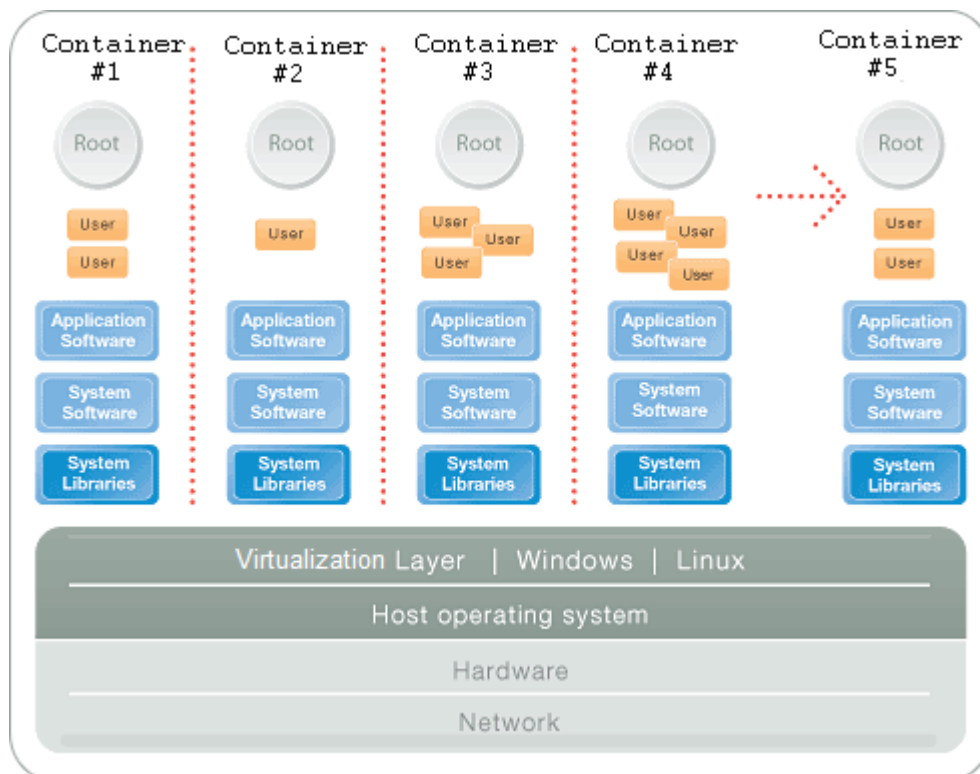 Container
#1
Container
#2
Container
#3
Container
#4
Container
#5
Root
Root
Root
Root
Root
User
User
User
User
User
User
User
User
User
User
User
User
Application
Software
Application
Software
Application
Software
Application
Software
Application
Software
System
Software
System
Software
System
Software
System
Software
System
Software
System
Libraries
System
Libraries
System
Libraries
System
Libraries
System
Libraries
Virtualization Layer | Windows | Linux
Host operating system
Hardware
Network